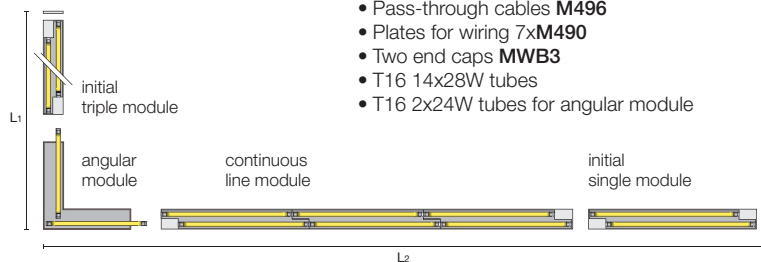 • Pass-through cables M496
• Plates for wiring 7xM490
• Two end caps MWB3
• T16 14x28W tubes
• T16 2x24W tubes for angular module
initial
triple module
L1
angular
module
continuous
line module
initial
single module
L2